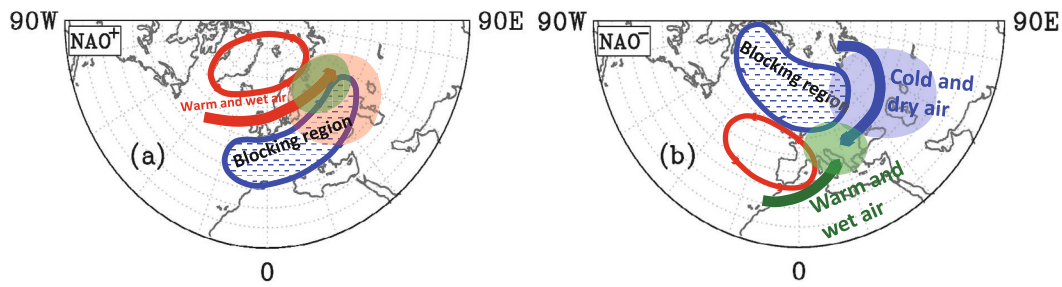 90W
NAO+
90E
Warm and wet air
Blocking region
(a)
0
90W
NAO−
90E
Blocking region
Cold and
dry air
(b)
Warm and
wet air
0